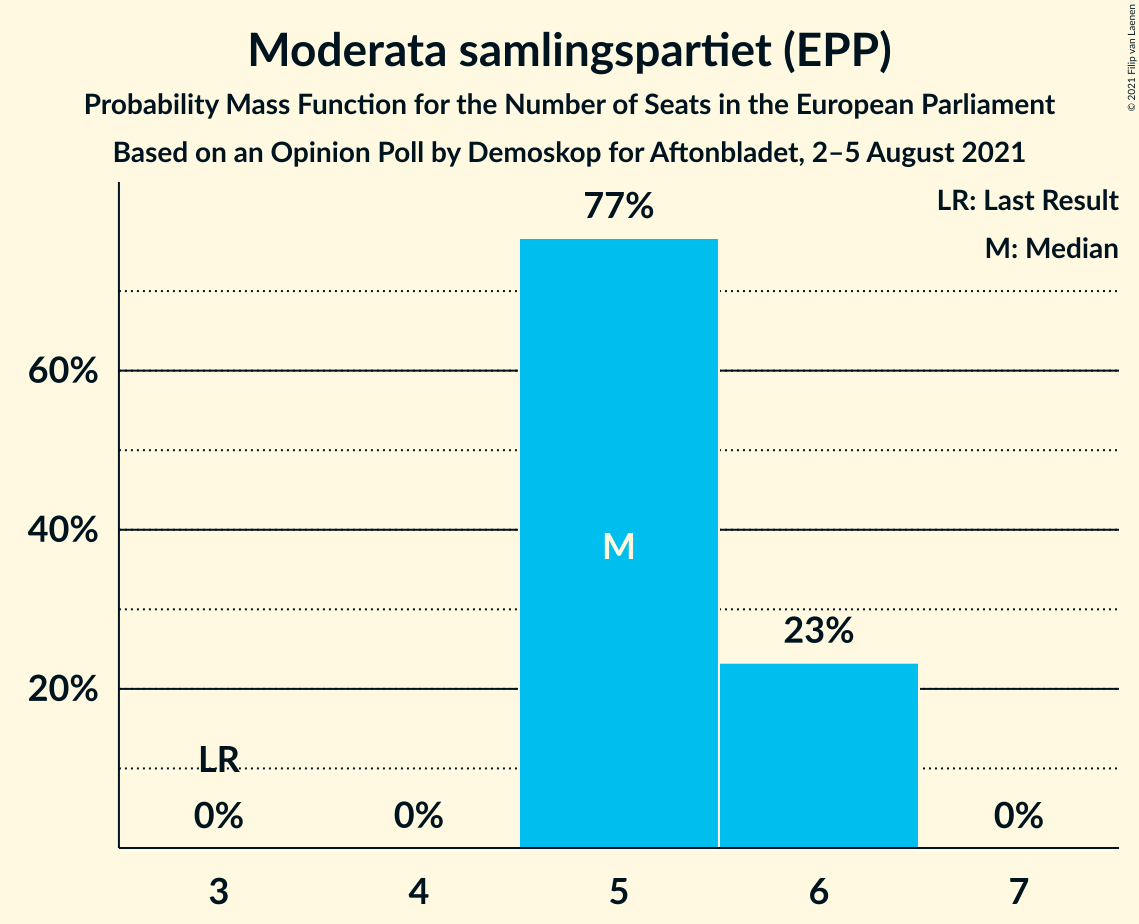 Moderata samlingspartiet (EPP)
Probability Mass Function for the Number of Seats in the European Parliament
Based on an Opinion Poll by Demoskop for Aftonbladet, 2–5 August 2021
© 2021 Filip van Laenen
LR: Last Result
M: Median
77%
60%
40%
M
23%
20%
LR
0%
0%
0%
3
4
5
6
7